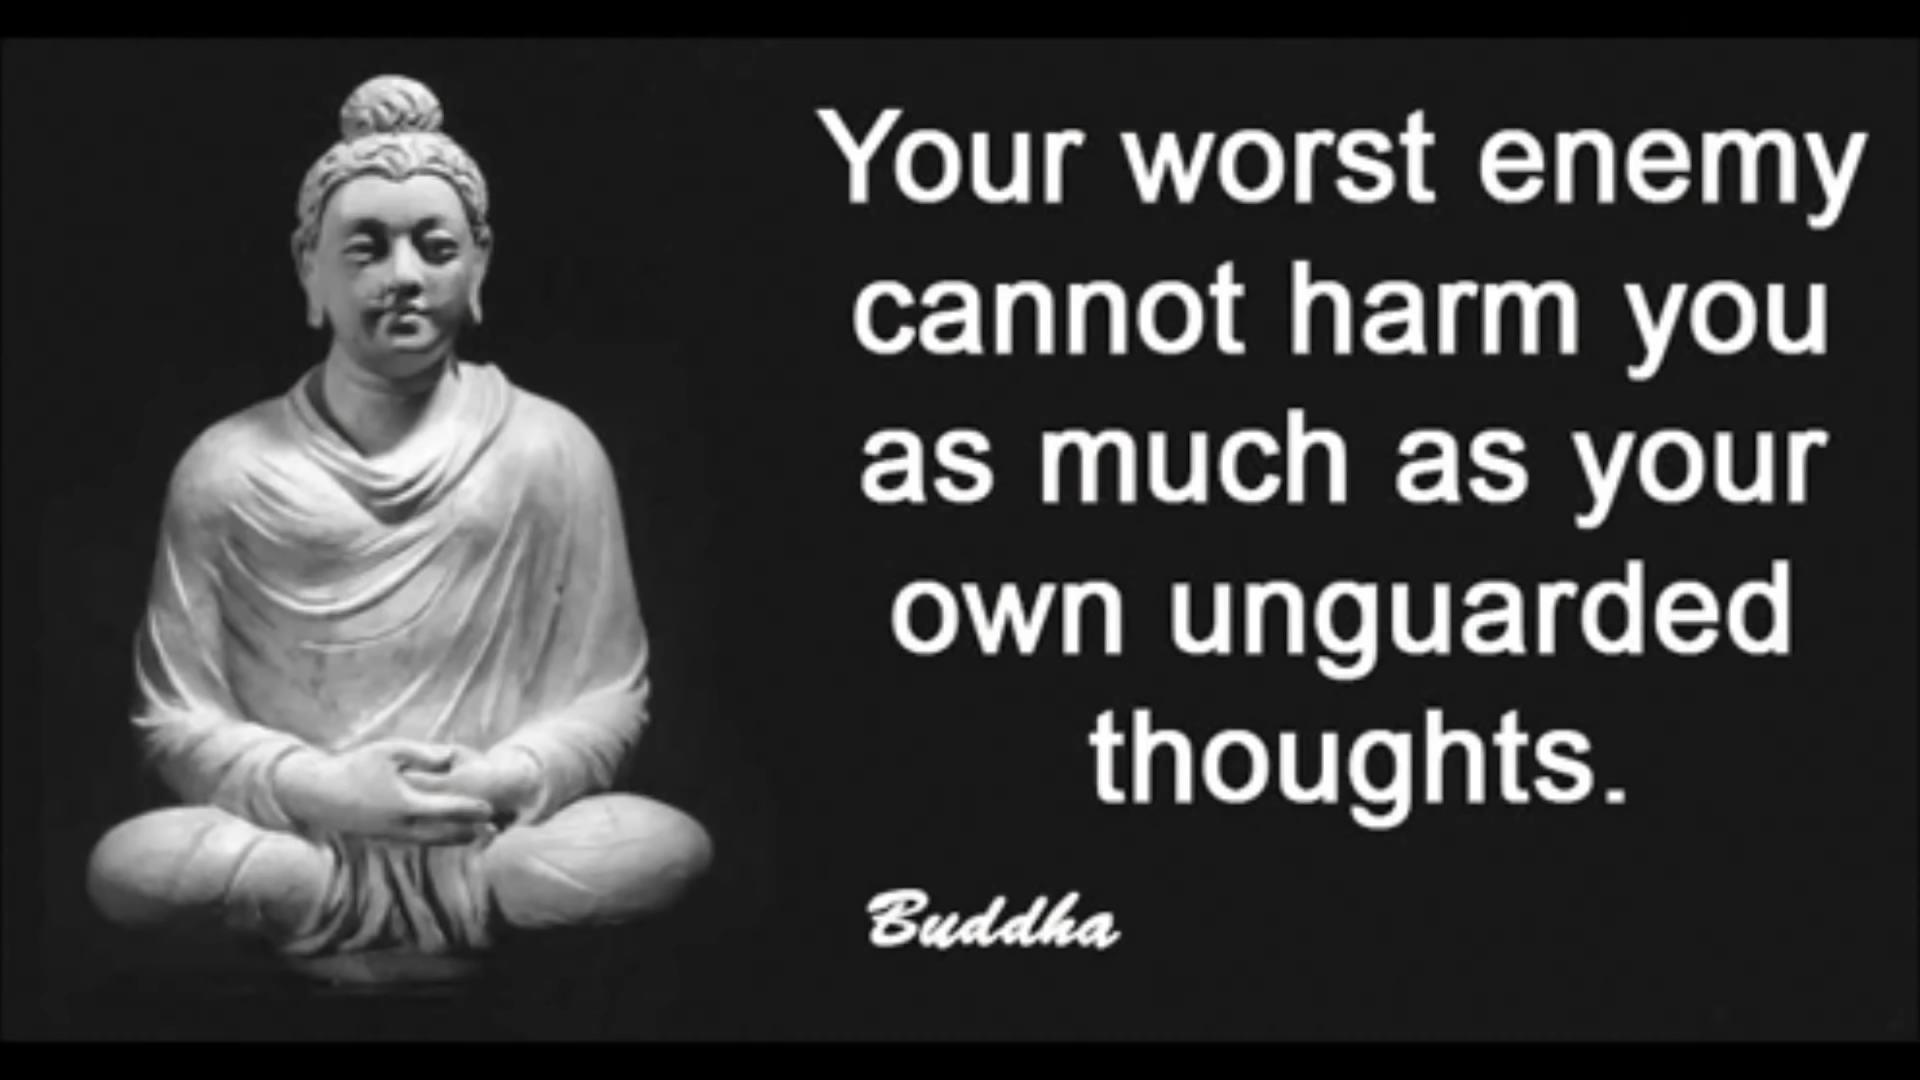 Your worst enemy
cannot harm you
as much as your
own unguarded
thoughts.
Buddha